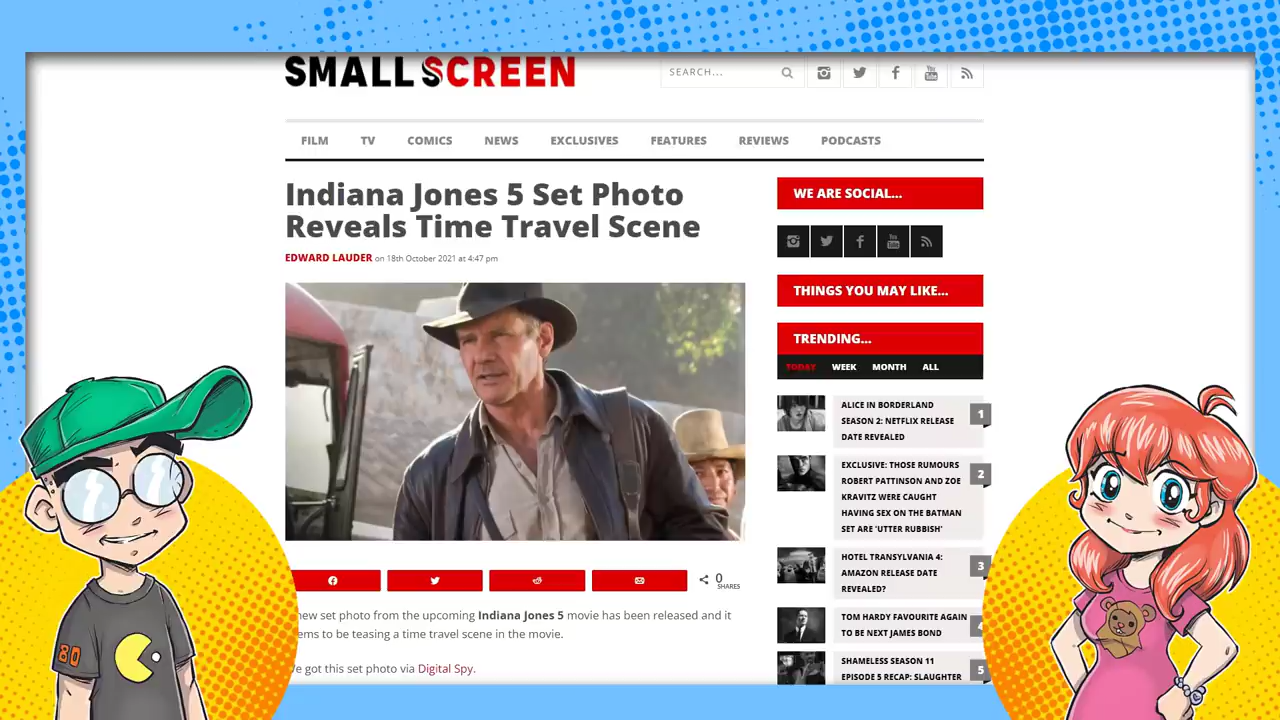 SMALL SCREEN
SEARCH...
You
Tube
FILM TV COMICS NEWS EXCLUSIVES FEATURES REVIEWS PODCASTS
Indiana Jones 5 Set Photo
Reveals Time Travel Scene
EDWARD LAUDER on 18th October 2021 at 4:47 pm
0
SHARES
new set photo from the upcoming Indiana Jones 5 movie has been released and it
ems to be teasing a time travel scene in the movie.
e got this set photo via Digital Spy.
WE ARE SOCIAL...
You
Tube
THINGS YOU MAY LIKE...
TRENDING...
TODAY WEEK MONTH ALL
ALICE IN BORDERLAND
SEASON 2: NETFLIX RELEASE
DATE REVEALED
1
EXCLUSIVE: THOSE RUMOURS
ROBERT PATTINSON AND ZOE
KRAVITZ WERE CAUGHT
HAVING SEX ON THE BATMAN
SET ARE 'UTTER RUBBISH'
2
HOTEL TRANSYLVANIA 4:
AMAZON RELEASE DATE
REVEALED?
3
TOM HARDY FAVOURITE AGAIN
TO BE NEXT JAMES BOND
4
SHAMELESS SEASON 11
EPISODE 5 RECAP: SLAUGHTER
5
80